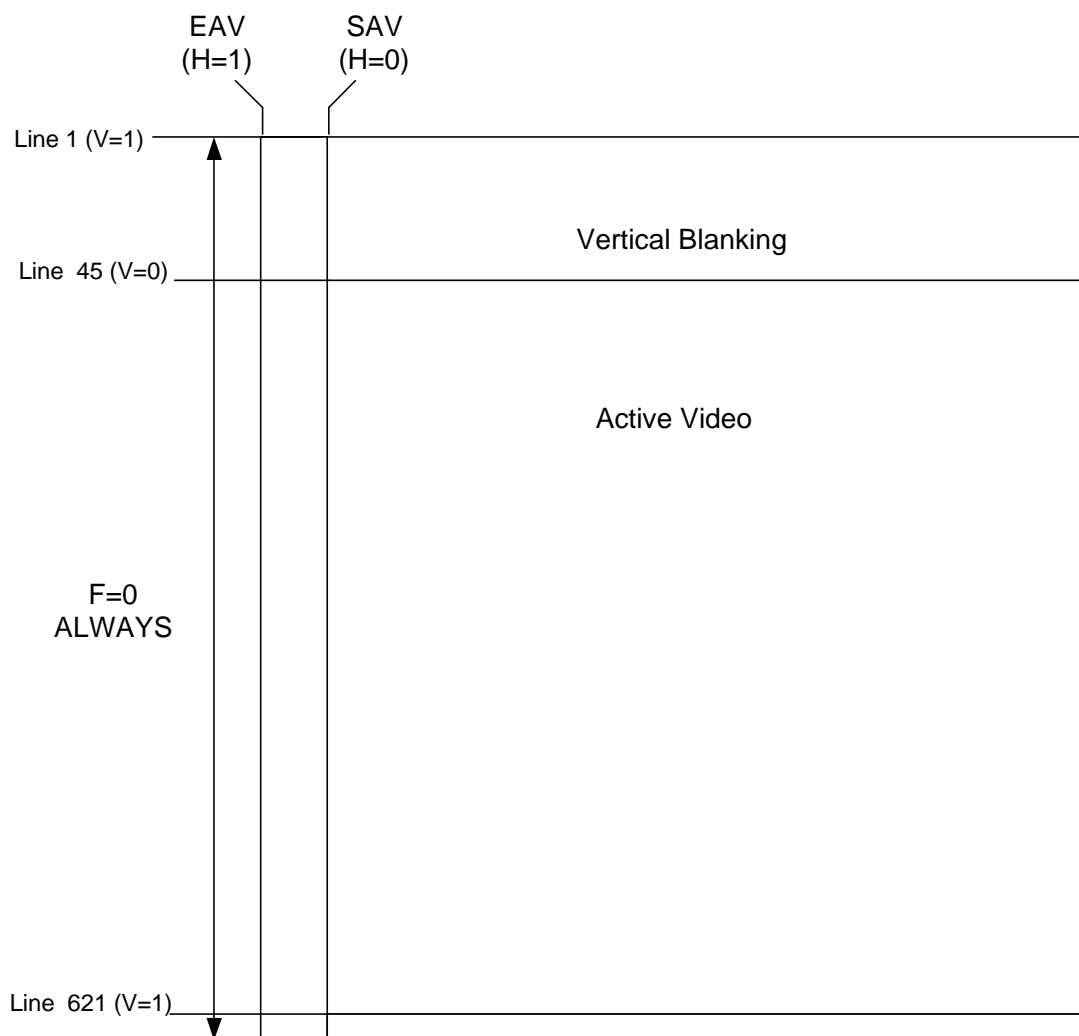 EAV
(H=1)
SAV
(H=0)
Line 1 (V=1)
Vertical Blanking
Line 45 (V=0)
Active Video
F=0
ALWAYS
Line 621 (V=1)